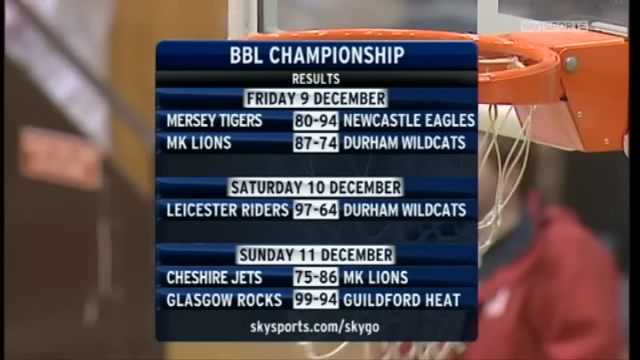 sky SPORTS
BBL CHAMPIONSHIP
RESULTS
FRIDAY 9 DECEMBER
MERSEY TIGERS 80-94 NEWCASTLE EAGLES
MK LIONS 87-74 DURHAM WILDCATS
SATURDAY 10 DECEMBER
LEICESTER RIDERS 97-64 DURHAM WILDCATS
SUNDAY 11 DECEMBER
CHESHIRE JETS 75-86 MK LIONS
GLASGOW ROCKS 99-94 GUILDFORD HEAT
skysports.com/skygo